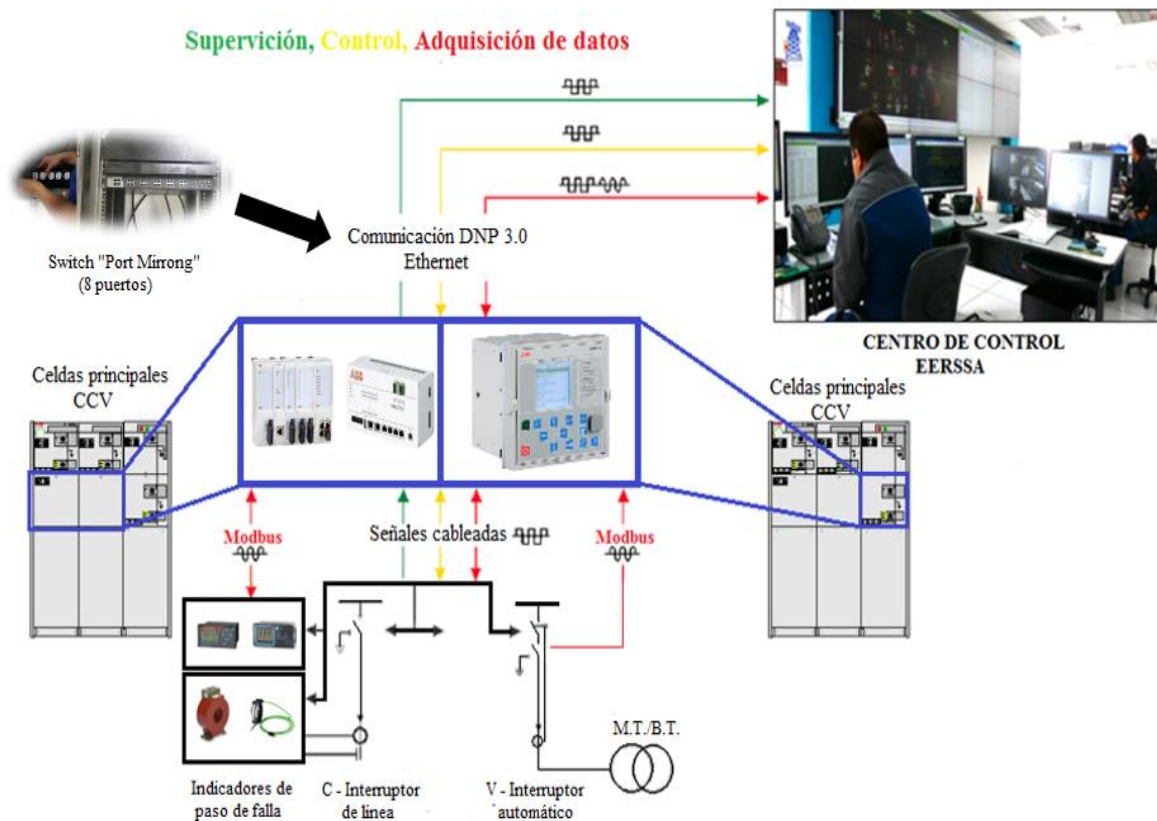 Supervición, Control, Adquisición de datos
Comunicación DNP 3.0
Ethernet
Switch "Port Mirrong"
(8 puertos)
CENTRO DE CONTROL
EERSSA
Celdas principales
CCV
ABB
Celdas principales
CCV
Modbus
Señales cableadas
Modbus
M.T./B.T.
Indicadores de
paso de falla
C - Interruptor
de línea
V - Interruptor
automático